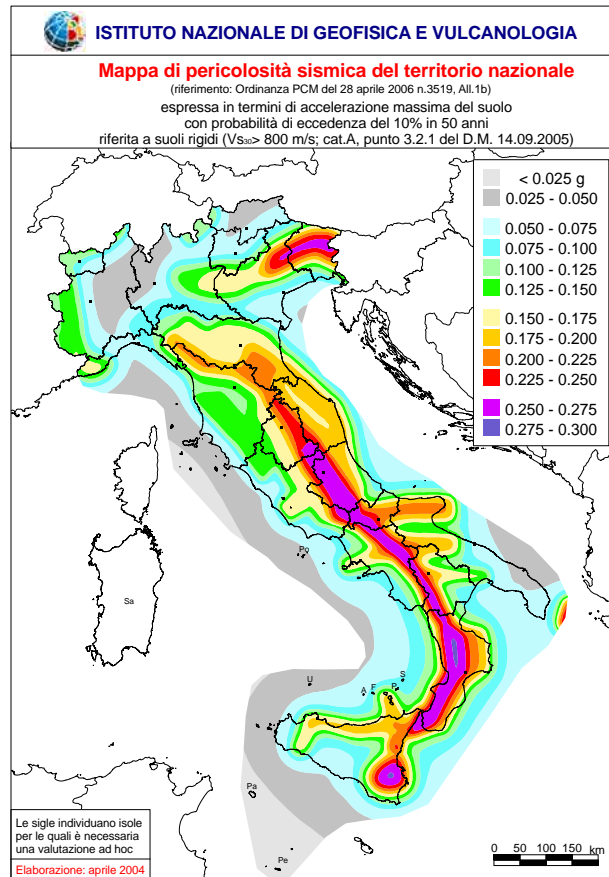 ISTITUTO NAZIONALE DI GEOFISICA E VULCANOLOGIA
Mappa di pericolosità sismica del territorio nazionale
(riferimento: Ordinanza PCM del 28 aprile 2006 n.3519, All.1b)
espressa in termini di accelerazione massima del suolo
con probabilità di eccedenza del 10% in 50 anni
riferita a suoli rigidi (Vs30> 800 m/s; cat.A, punto 3.2.1 del D.M. 14.09.2005)
< 0.025 g
0.025 - 0.050
0.050 - 0.075
0.075 - 0.100
0.100 - 0.125
0.125 - 0.150
0.150 - 0.175
0.175 - 0.200
0.200 - 0.225
0.225 - 0.250
0.250 - 0.275
0.275 - 0.300
Po
Sa
U
S
A
F
P
Pa
Pe
Le sigle individuano isole
per le quali è necessaria
una valutazione ad hoc
Elaborazione: aprile 2004
0 50 100 150 km